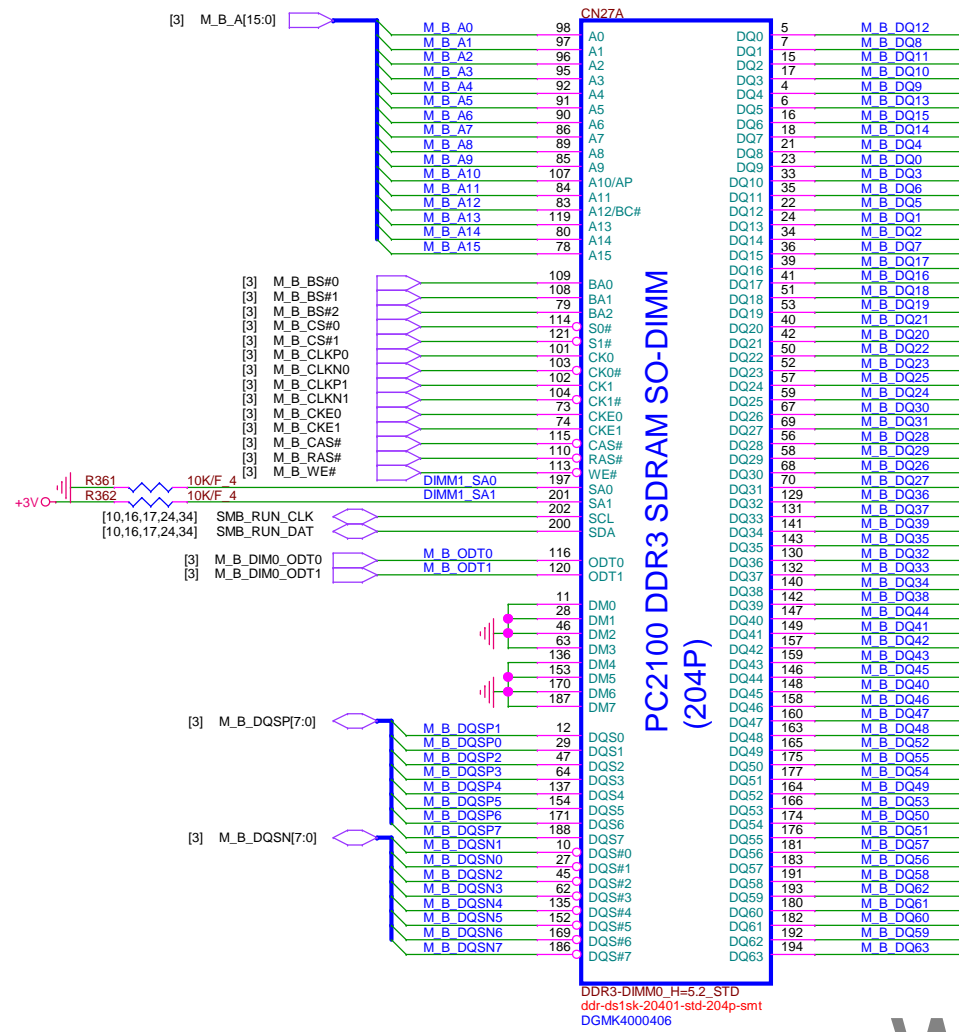 CN27A
[3] M_B_A[15:0]
M_B_A0 98 A0 DQ0 5 M_B_DQ12
M_B_A1 97 A1 DQ1 7 M_B_DQ8
M_B_A2 96 A2 DQ2 15 M_B_DQ11
M_B_A3 95 A3 DQ3 17 M_B_DQ10
M_B_A4 92 A4 DQ4 4 M_B_DQ9
M_B_A5 91 A5 DQ5 6 M_B_DQ13
M_B_A6 90 A6 DQ6 16 M_B_DQ15
M_B_A7 86 A7 DQ7 18 M_B_DQ14
M_B_A8 89 A8 DQ8 21 M_B_DQ4
M_B_A9 85 A9 DQ9 23 M_B_DQ0
M_B_A10 107 A10/AP DQ10 33 M_B_DQ3
M_B_A11 84 A11 DQ11 35 M_B_DQ6
M_B_A12 83 A12/BC# DQ12 22 M_B_DQ5
M_B_A13 119 A13 DQ13 24 M_B_DQ1
M_B_A14 80 A14 DQ14 34 M_B_DQ2
M_B_A15 78 A15 DQ15 36 M_B_DQ7
DQ16 39 M_B_DQ17
[3] M_B_BS#0 109 BA0 DQ17 41 M_B_DQ16
[3] M_B_BS#1 108 BA1 DQ18 51 M_B_DQ18
[3] M_B_BS#2 79 BA2 DQ19 53 M_B_DQ19
[3] M_B_CS#0 114 S0# DQ20 40 M_B_DQ21
[3] M_B_CS#1 121 S1# DQ21 42 M_B_DQ20
[3] M_B_CLKP0 101 CK0 DQ22 50 M_B_DQ22
[3] M_B_CLKN0 103 CK0# DQ23 52 M_B_DQ23
[3] M_B_CLKP1 102 CK1 DQ24 57 M_B_DQ25
[3] M_B_CLKN1 104 CK1# DQ25 59 M_B_DQ24
[3] M_B_CKE0 73 CKE0 DQ26 67 M_B_DQ30
[3] M_B_CKE1 74 CKE1 DQ27 69 M_B_DQ31
[3] M_B_CAS# 115 CAS# DQ28 56 M_B_DQ28
[3] M_B_RAS# 110 RAS# DQ29 58 M_B_DQ29
[3] M_B_WE# 113 WE# DQ30 68 M_B_DQ26
R361 10K/F_4 DIMM1_SA0 197 SA0 DQ31 70 M_B_DQ27
+3V R362 10K/F_4 DIMM1_SA1 201 SA1 DQ32 129 M_B_DQ36
[10,16,17,24,34] SMB_RUN_CLK 202 SCL DQ33 131 M_B_DQ37
[10,16,17,24,34] SMB_RUN_DAT 200 SDA DQ34 141 M_B_DQ39
DQ35 143 M_B_DQ35
[3] M_B_DIM0_ODT0 M_B_ODT0 116 ODT0 DQ36 130 M_B_DQ32
[3] M_B_DIM0_ODT1 M_B_ODT1 120 ODT1 DQ37 132 M_B_DQ33
DQ38 140 M_B_DQ34
11 DM0 DQ39 142 M_B_DQ38
28 DM1 DQ40 147 M_B_DQ44
46 DM2 DQ41 149 M_B_DQ41
63 DM3 DQ42 157 M_B_DQ42
136 DM4 DQ43 159 M_B_DQ43
153 DM5 DQ44 146 M_B_DQ45
170 DM6 DQ45 148 M_B_DQ40
187 DM7 DQ46 158 M_B_DQ46
DQ47 160 M_B_DQ47
[3] M_B_DQSP[7:0]
M_B_DQSP1 12 DQS0 DQ48 163 M_B_DQ48
M_B_DQSP0 29 DQS1 DQ49 165 M_B_DQ52
M_B_DQSP2 47 DQS2 DQ50 175 M_B_DQ55
M_B_DQSP3 64 DQS3 DQ51 177 M_B_DQ54
M_B_DQSP4 137 DQS4 DQ52 164 M_B_DQ49
M_B_DQSP5 154 DQS5 DQ53 166 M_B_DQ53
M_B_DQSP6 171 DQS6 DQ54 174 M_B_DQ50
M_B_DQSP7 188 DQS7 DQ55 176 M_B_DQ51
[3] M_B_DQSN[7:0]
M_B_DQSN1 10 DQS#0 DQ56 181 M_B_DQ57
M_B_DQSN0 27 DQS#1 DQ57 183 M_B_DQ56
M_B_DQSN2 45 DQS#2 DQ58 191 M_B_DQ58
M_B_DQSN3 62 DQS#3 DQ59 193 M_B_DQ62
M_B_DQSN4 135 DQS#4 DQ60 180 M_B_DQ61
M_B_DQSN5 152 DQS#5 DQ61 182 M_B_DQ60
M_B_DQSN6 169 DQS#6 DQ62 192 M_B_DQ59
M_B_DQSN7 186 DQS#7 DQ63 194 M_B_DQ63
PC2100 DDR3 SDRAM SO-DIMM
(204P)
DDR3-DIMM0_H=5.2_STD
ddr-ds1sk-20401-std-204p-smt
DGMK4000406